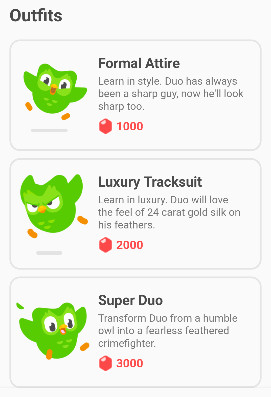 Outfits
Formal Attire
Learn in style. Duo has always
been a sharp guy, now he'll look
sharp too.
1000
Luxury Tracksuit
Learn in luxury. Duo will love
the feel of 24 carat gold silk on
his feathers.
2000
Super Duo
Transform Duo from a humble
owl into a fearless feathered
crimefighter.
3000